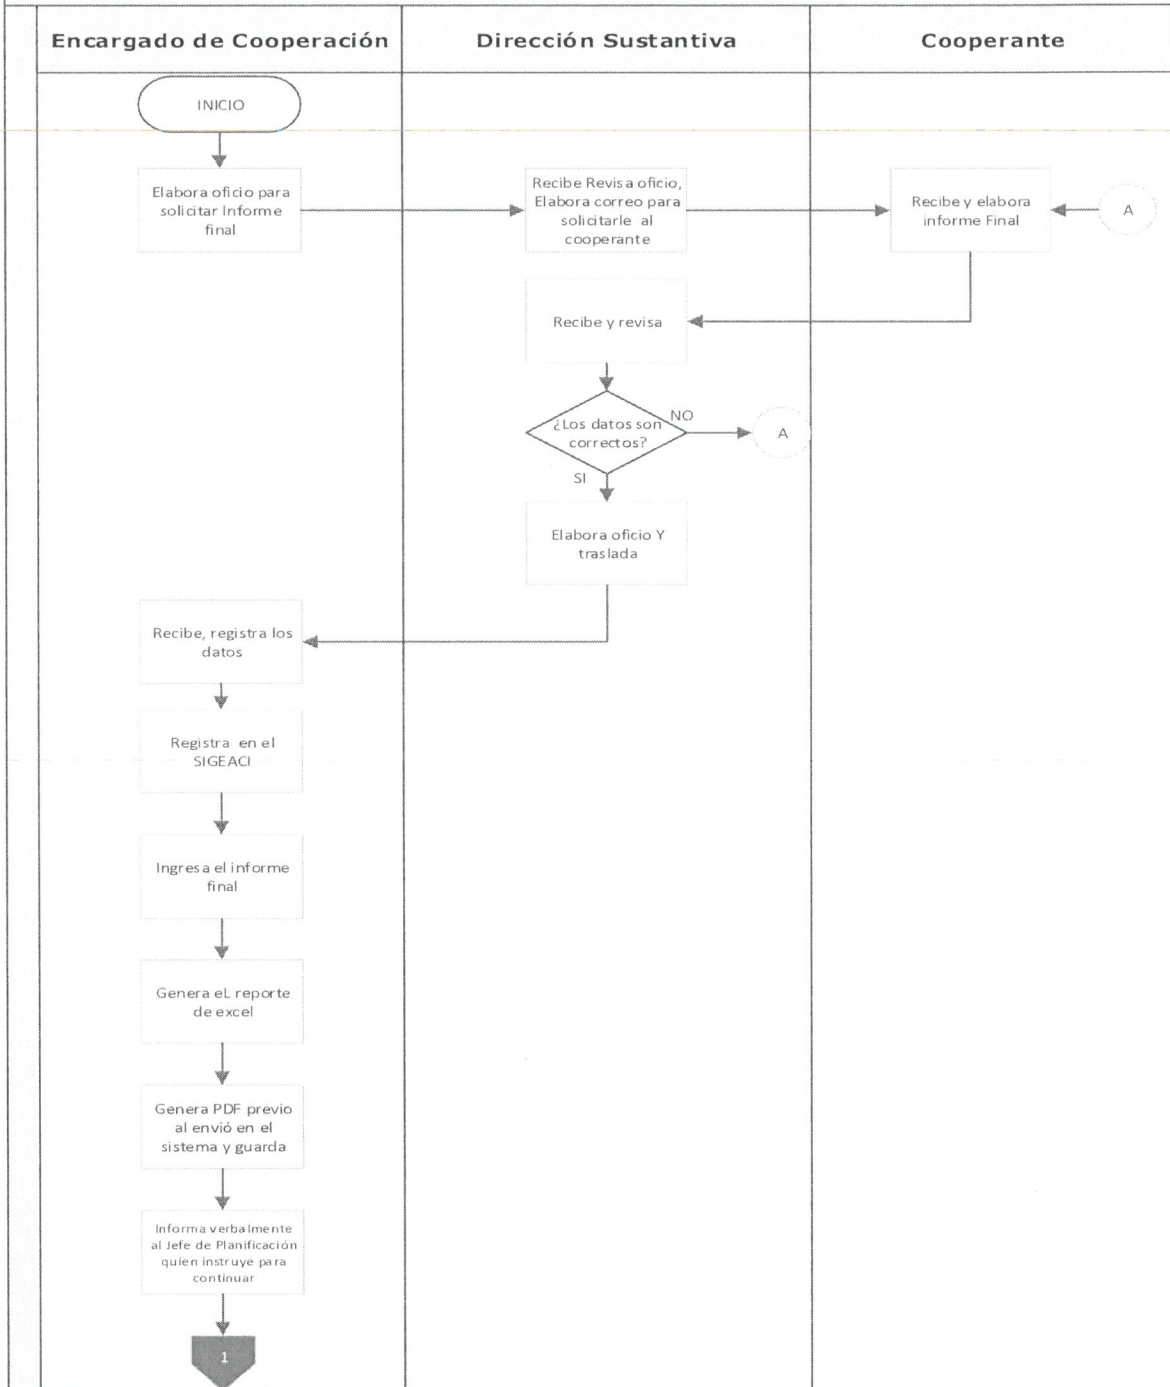 Encargado de Cooperación
Dirección Sustantiva
Cooperante
INICIO
Elabora oficio para
solicitar Informe
final
Recibe Revisa oficio,
Elabora correo para
solicitarle al
cooperante
Recibe y elabora
informe Final
A
Recibe y revisa
¿Los datos son
correctos?
NO
A
SI
Elabora oficio Y
traslada
Recibe, registra los
datos
Registra en el
SIGEACI
Ingresa el informe
final
Genera eL reporte
de excel
Genera PDF previo
al envió en el
sistema y guarda
Informa verbalmente
al Jefe de Planificación
quien instruye para
continuar
1